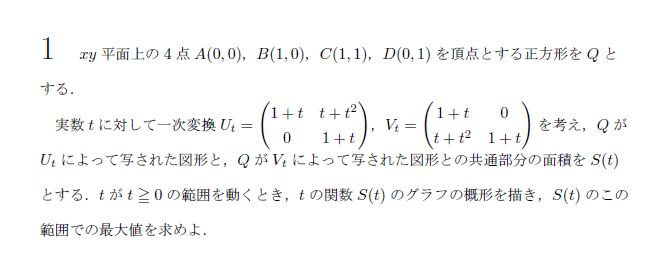 1 xy 平面上の 4 点 A(0, 0), B(1, 0), C(1, 1), D(0, 1) を頂点とする正方形を Q と
する.
実数 t に対して一次変換 U_t = \begin{pmatrix} 1+t & t+t^2 \\ 0 & 1+t \end{pmatrix}, V_t = \begin{pmatrix} 1+t & 0 \\ t+t^2 & 1+t \end{pmatrix} を考え, Q が
U_t によって写された図形と, Q が V_t によって写された図形との共通部分の面積を S(t)
とする. t が t ≧ 0 の範囲を動くとき, t の関数 S(t) のグラフの概形を描き, S(t) のこの
範囲での最大値を求めよ.